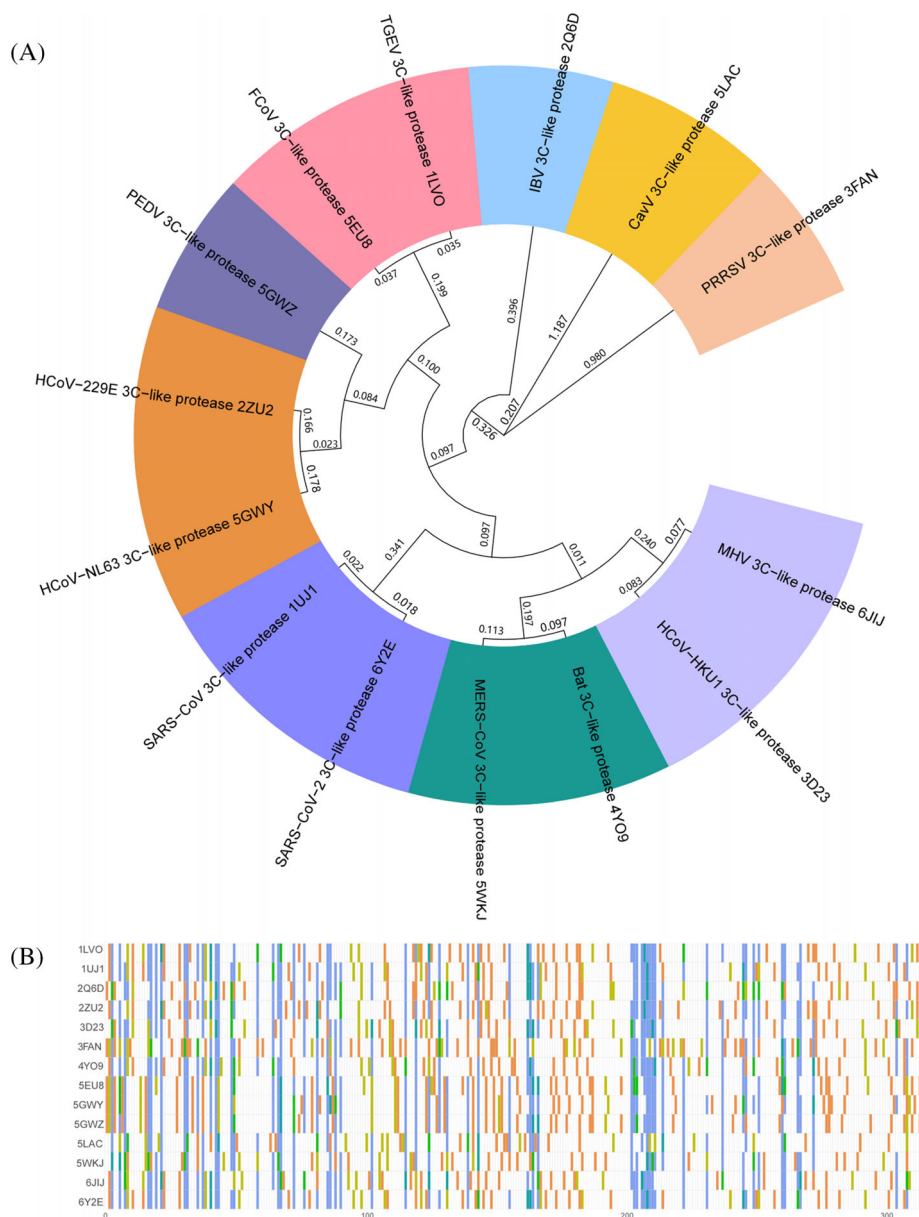 (A)
TGEV 3C-like protease 1LVO
IBV 3C-like protease 2Q6D
CavV 3C-like protease 5LAC
PRRSV 3C-like protease 3FAN
FCoV 3C-like protease 5EU8
PEDV 3C-like protease 5GWZ
HCoV-229E 3C-like protease 2ZU2
HCoV-NL63 3C-like protease 5GWY
SARS-CoV 3C-like protease 1UJ1
SARS-CoV-2 3C-like protease 6Y2E
MERS-CoV 3C-like protease 5WKJ
Bat 3C-like protease 4YO9
HCoV-HKU1 3C-like protease 3D23
MHV 3C-like protease 6JIJ
0.035
0.037
0.199
0.396
1.187
0.980
0.173
0.100
0.084
0.207
0.326
0.166
0.023
0.097
0.178
0.097
0.341
0.022
0.018
0.011
0.240
0.077
0.083
0.197
0.113
0.097
(B)
1LVO
1UJ1
2Q6D
2ZU2
3D23
3FAN
4YO9
5EU8
5GWY
5GWZ
5LAC
5WKJ
6JIJ
6Y2E
0 100 200 300